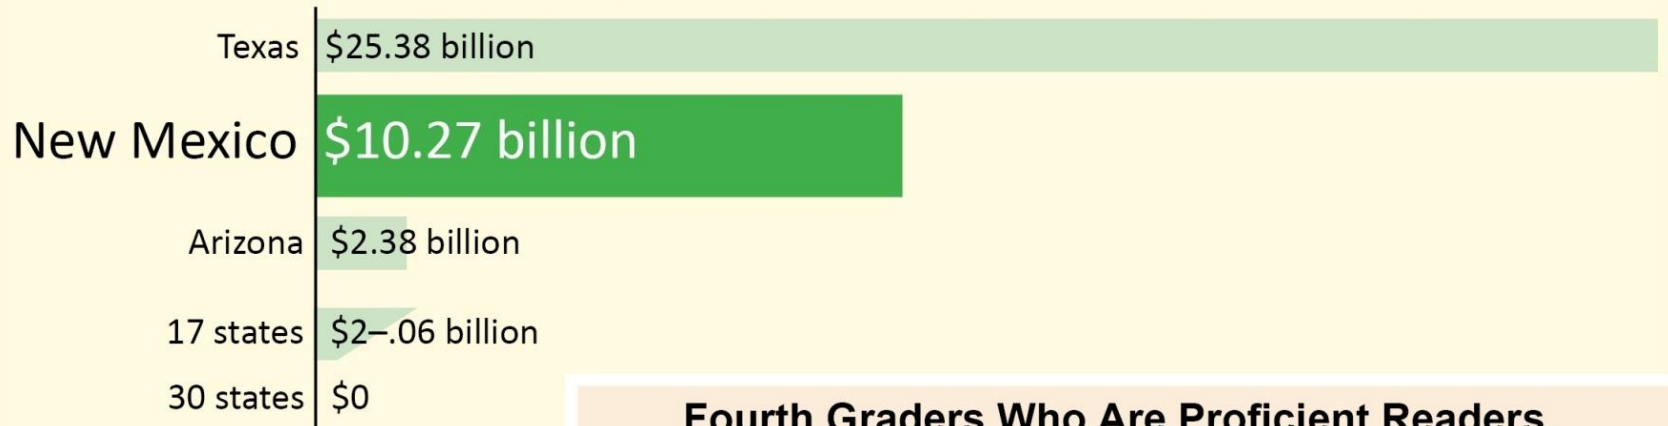 Texas $25.38 billion
New Mexico $10.27 billion
Arizona $2.38 billion
17 states $2–.06 billion
30 states $0
Fourth Graders Who Are Proficient Readers